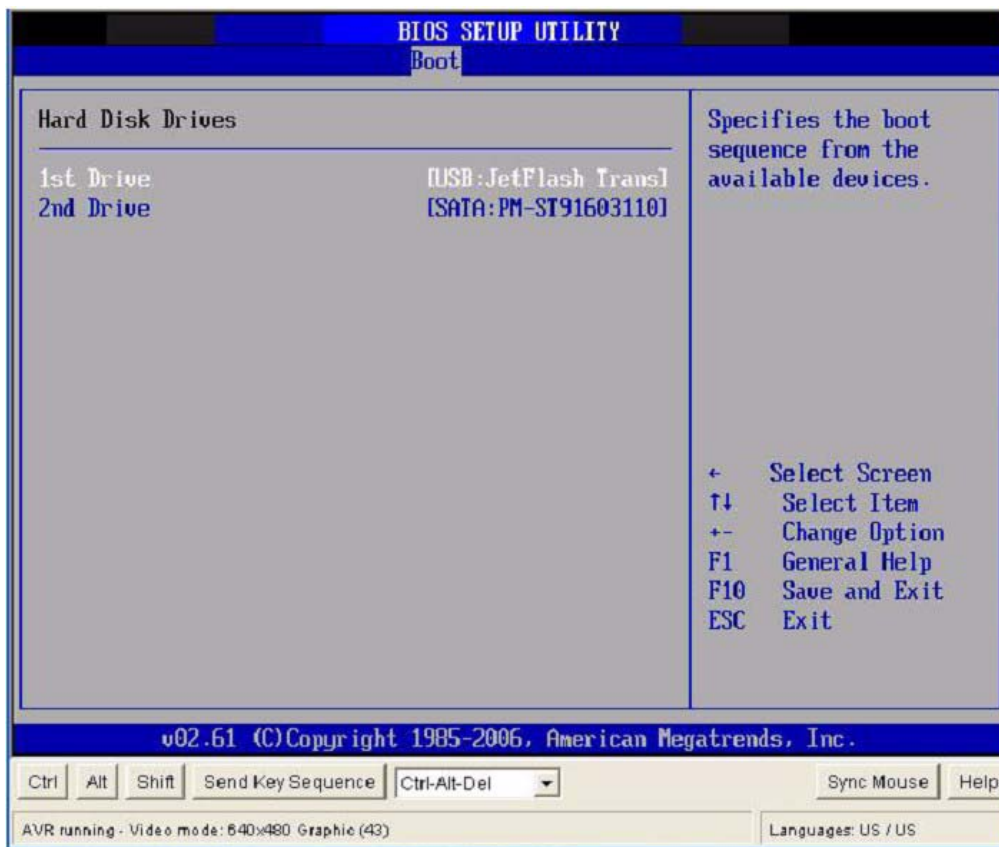 BIOS SETUP UTILITY
Boot
Hard Disk Drives
1st Drive [USB:JetFlash Trans]
2nd Drive [SATA:PM-ST91603110]
Specifies the boot
sequence from the
available devices.
← Select Screen
↑↓ Select Item
+- Change Option
F1 General Help
F10 Save and Exit
ESC Exit
v02.61 (C)Copyright 1985-2006, American Megatrends, Inc.
Ctrl Alt Shift Send Key Sequence Ctrl-Alt-Del Sync Mouse Help
AVR running - Video mode: 640x480 Graphic (43) Languages: US / US